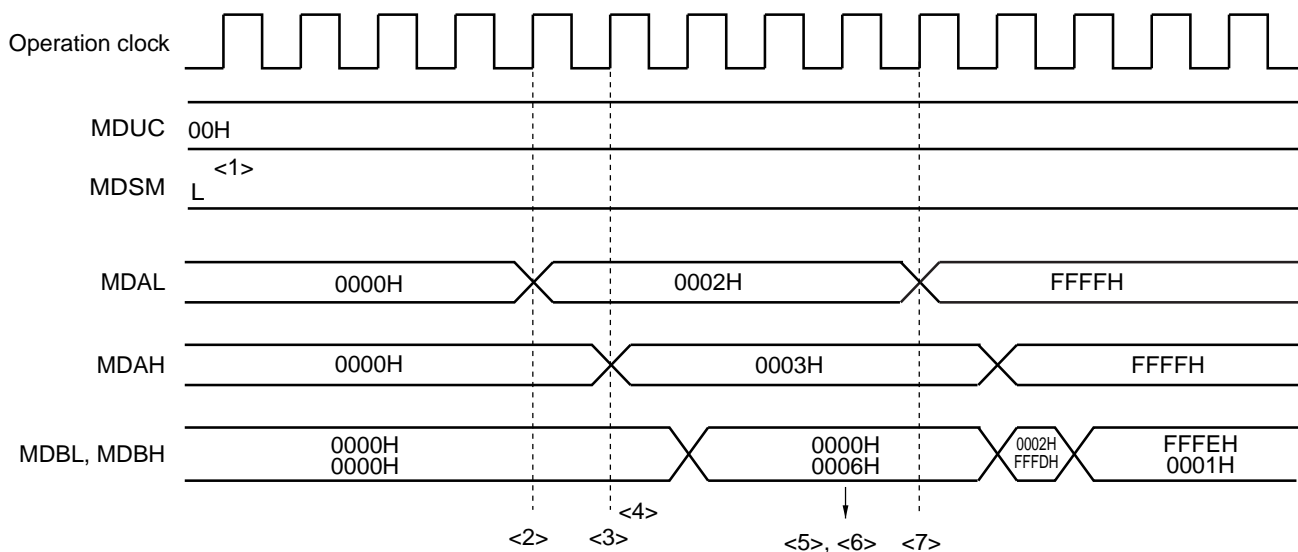 Operation clock
MDUC 00H
<1>
MDSM L
MDAL 0000H 0002H FFFFH
MDAH 0000H 0003H FFFFH
MDBL, MDBH 0000H 0000H 0002H FFFEH
0000H 0006H FFFDH 0001H
<4>
<2> <3> <5>, <6> <7>